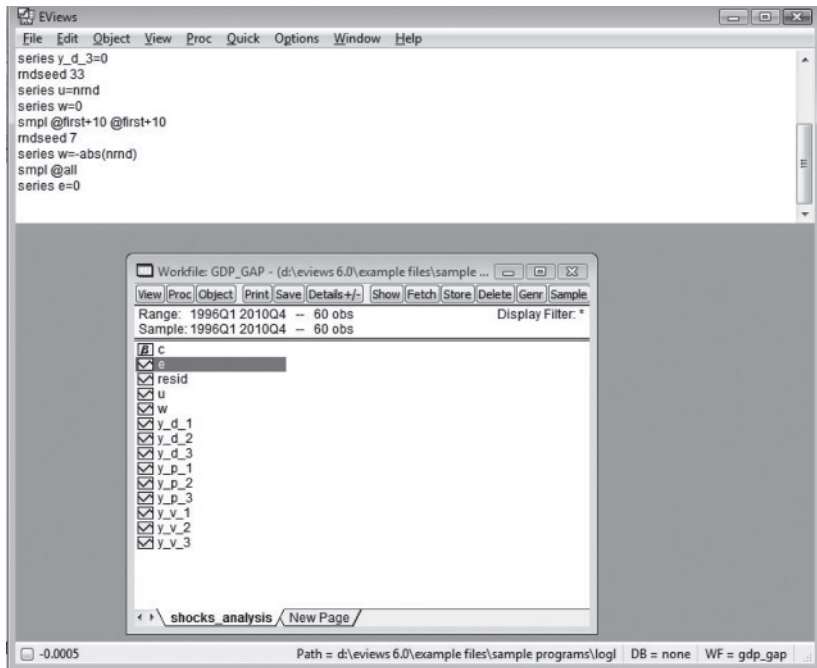 EViews
File Edit Object View Proc Quick Options Window Help
series y_d_3=0
rndseed 33
series u=nrnd
series w=0
smpl @first+10 @first+10
rndseed 7
series w=-abs(nrnd)
smpl @all
series e=0
Workfile: GDP_GAP - (d:\eviews 6.0\example files\sample ...
View Proc Object Print Save Details+/- Show Fetch Store Delete Genr Sample
Range: 1996Q1 2010Q4 -- 60 obs Display Filter: *
Sample: 1996Q1 2010Q4 -- 60 obs
β c
e
resid
u
w
y_d_1
y_d_2
y_d_3
y_p_1
y_p_2
y_p_3
y_v_1
y_v_2
y_v_3
shocks_analysis New Page
-0.0005 Path = d:\eviews 6.0\example files\sample programs\logl DB = none WF = gdp_gap